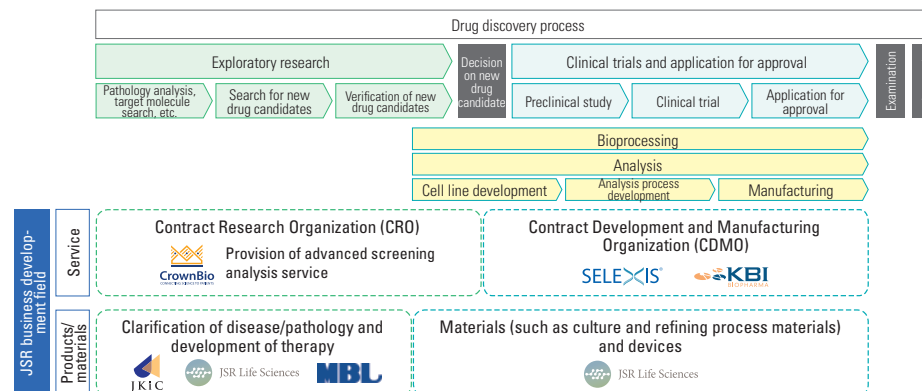 Drug discovery process
Exploratory research
Decision
on new
drug
candidate
Clinical trials and application for approval
Examination
Pathology analysis,
target molecule
search, etc.
Search for new
drug candidates
Verification of new
drug candidates
Preclinical study
Clinical trial
Application for
approval
Bioprocessing
Analysis
Cell line development
Analysis process
development
Manufacturing
JSR business develop-
ment field
Service
Contract Research Organization (CRO)
CrownBio
CONNECTING SCIENCE TO PATIENTS
Provision of advanced screening
analysis service
Contract Development and Manufacturing
Organization (CDMO)
SELEXIS
KBI
BIOPHARMA
Products/
materials
Clarification of disease/pathology and
development of therapy
JKiC
JSR Life Sciences
MBL
Materials (such as culture and refining process materials)
and devices
JSR Life Sciences